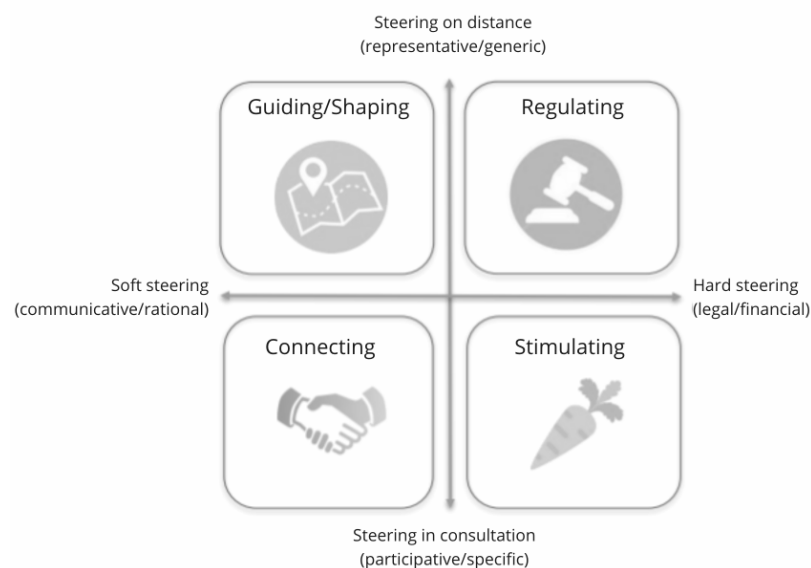 Steering on distance
(representative/generic)
Guiding/Shaping
Regulating
Soft steering
(communicative/rational)
Hard steering
(legal/financial)
Connecting
Stimulating
Steering in consultation
(participative/specific)